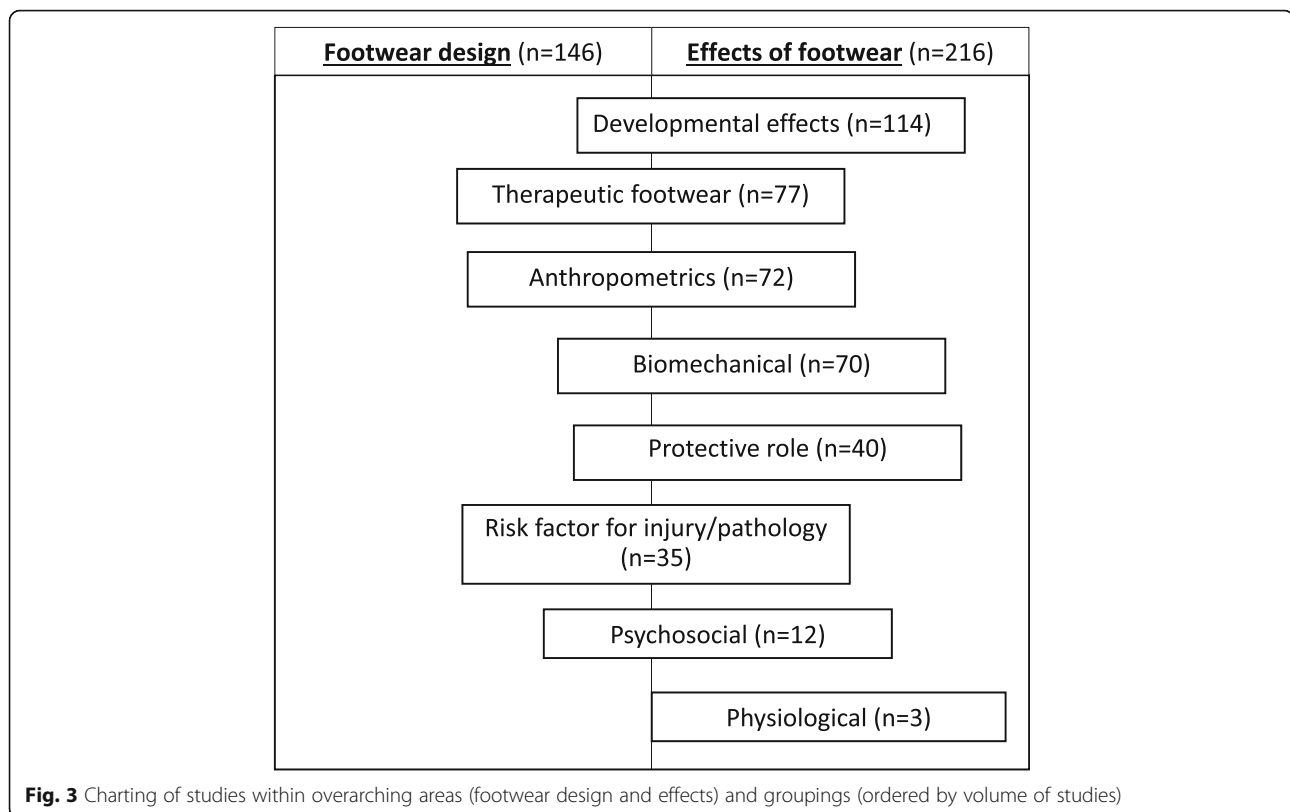 Footwear design (n=146) Effects of footwear (n=216)
Developmental effects (n=114)
Therapeutic footwear (n=77)
Anthropometrics (n=72)
Biomechanical (n=70)
Protective role (n=40)
Risk factor for injury/pathology
(n=35)
Psychosocial (n=12)
Physiological (n=3)
Fig. 3 Charting of studies within overarching areas (footwear design and effects) and groupings (ordered by volume of studies)